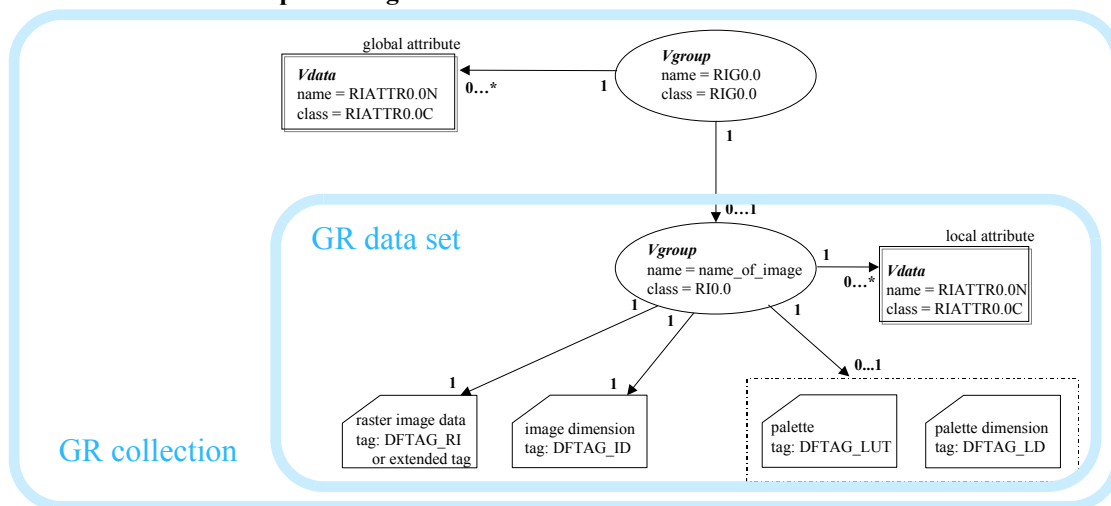 global attribute
Vdata
name = RIATTR0.0N
class = RIATTR0.0C
0…*
1
Vgroup
name = RIG0.0
class = RIG0.0
1
0…1
GR data set
Vgroup
name = name_of_image
class = RI0.0
1
0…*
local attribute
Vdata
name = RIATTR0.0N
class = RIATTR0.0C
1
1
1
1
1
0...1
raster image data
tag: DFTAG_RI
or extended tag
image dimension
tag: DFTAG_ID
palette
tag: DFTAG_LUT
palette dimension
tag: DFTAG_LD
GR collection